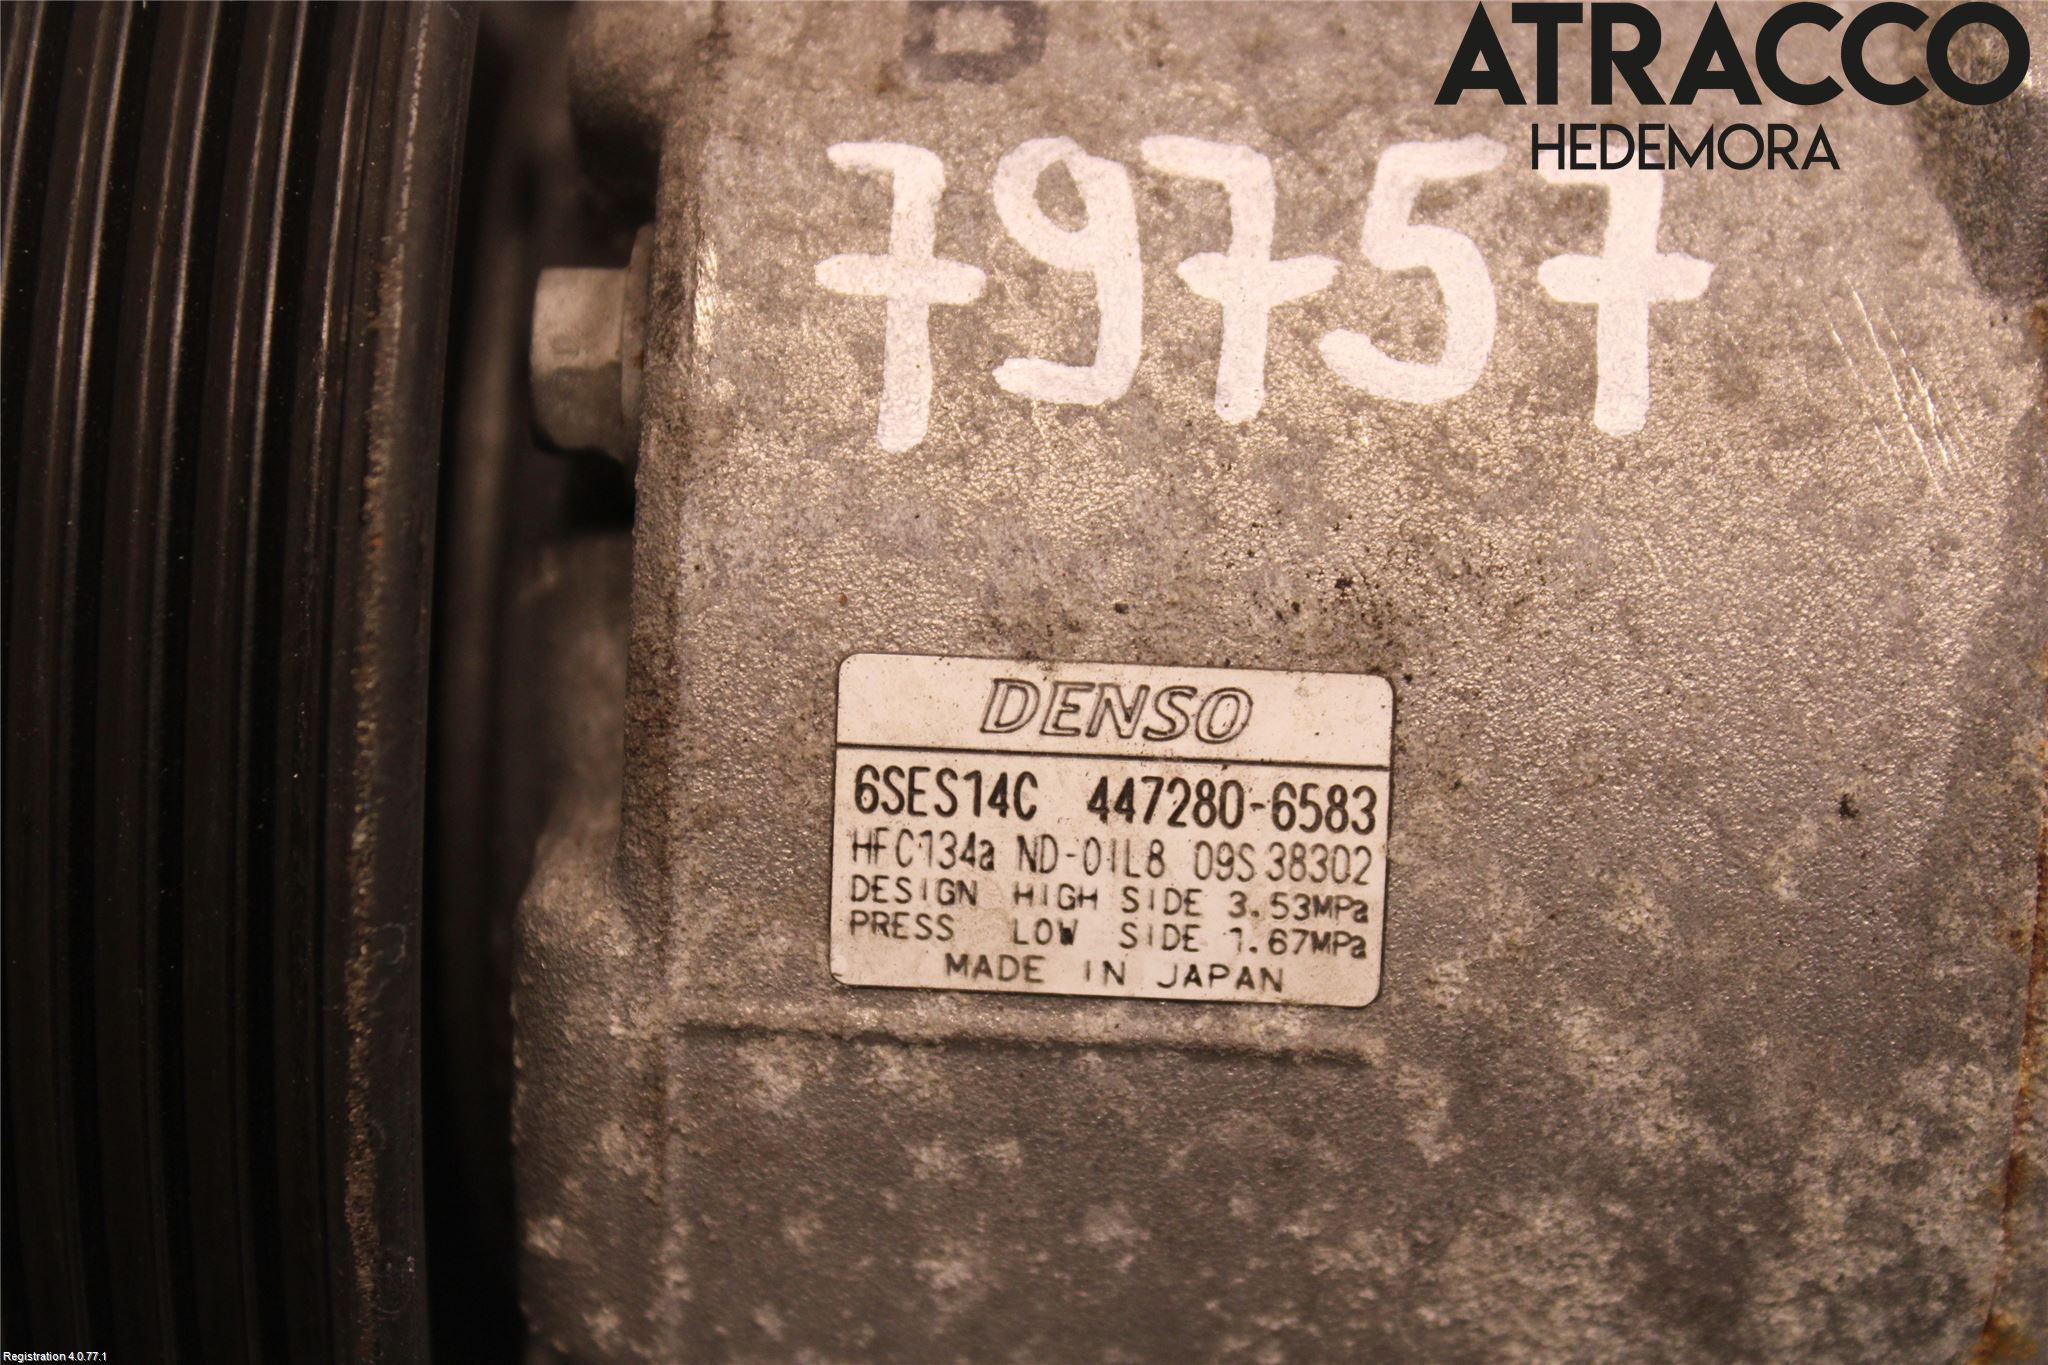 ATRACCO
HEDEMORA
79757
DENSO
6SES14C 447280-6583
HFC134a ND-OIL8 09S38302
DESIGN HIGH SIDE 3.53MPa
PRESS LOW SIDE 1.67MPa
MADE IN JAPAN
Registration 4.0.77.1